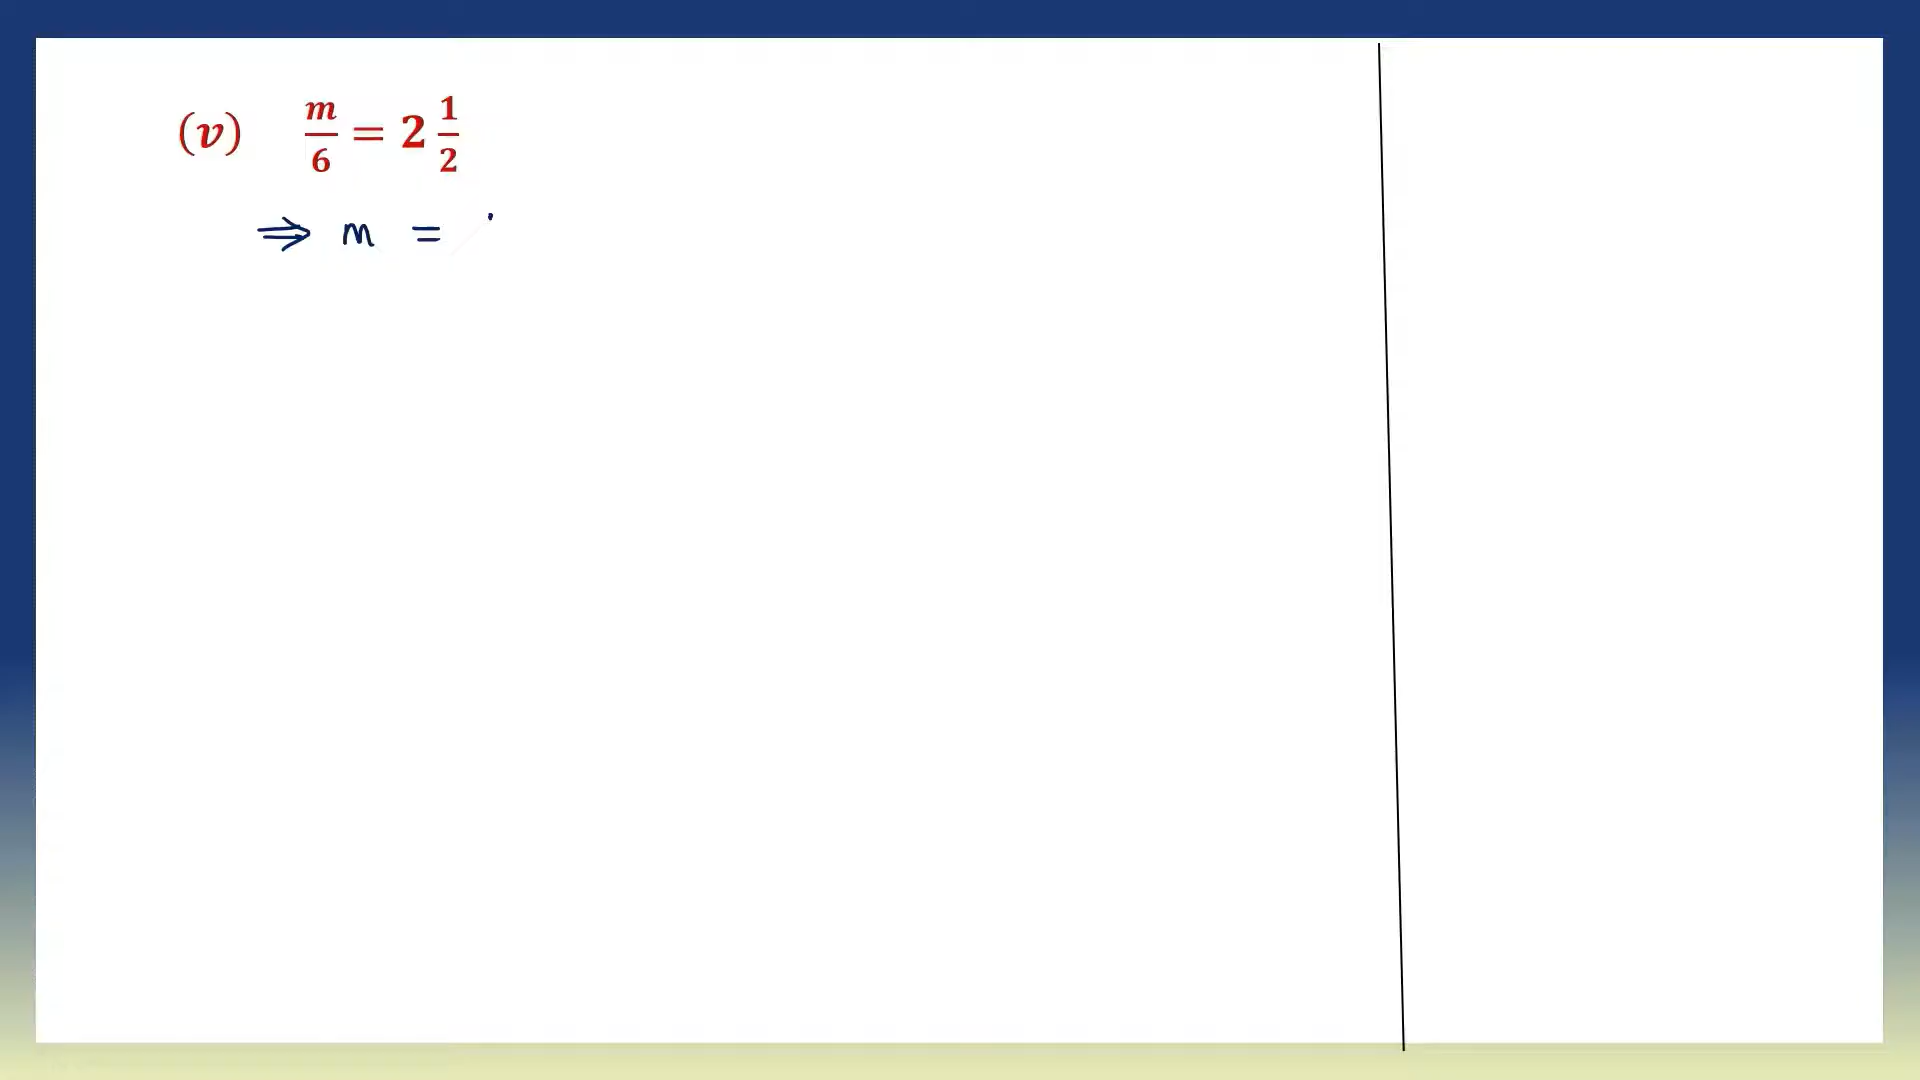 (v) m/6 = 2 1/2
⇒ m =